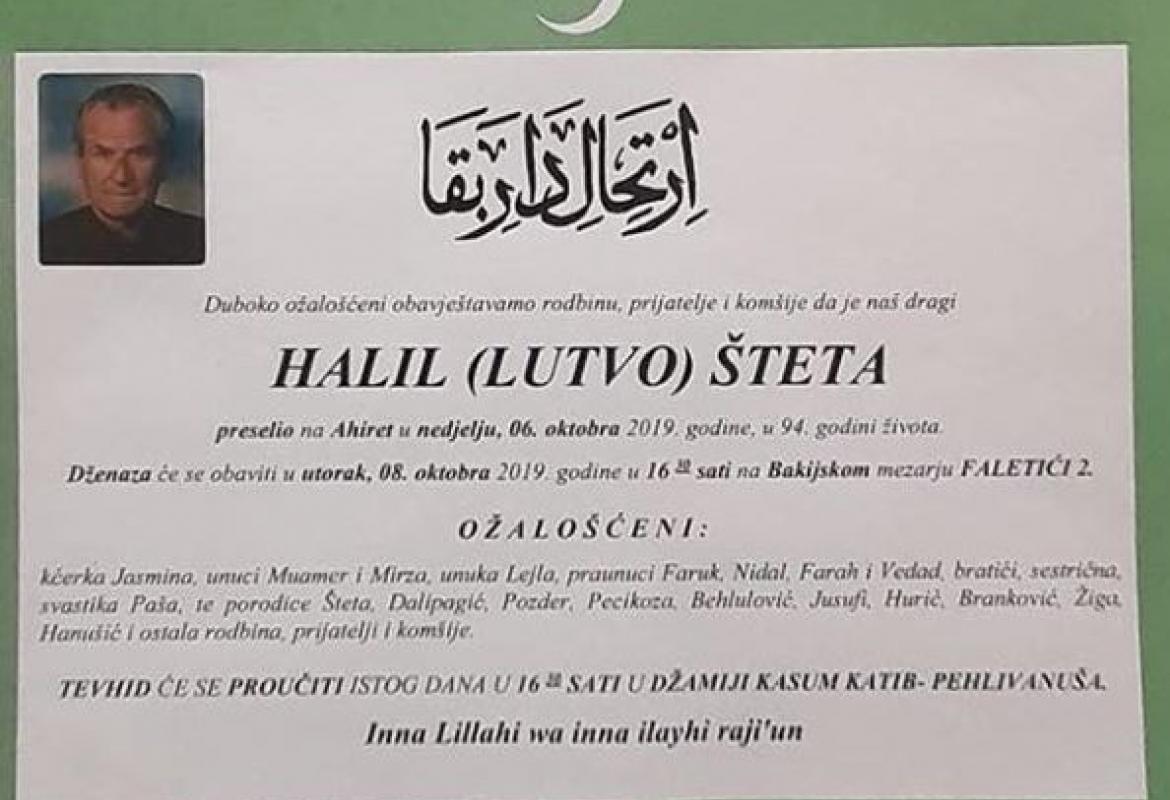 اِرْتِحَالِ دَارِ بَقَا
Duboko ožalošćeni obavještavamo rodbinu, prijatelje i komšije da je naš dragi
HALIL (LUTVO) ŠTETA
preselio na Ahiret u nedjelju, 06. oktobra 2019. godine, u 94. godini života.
Dženaza će se obaviti u utorak, 08. oktobra 2019. godine u 16 30 sati na Bakijskom mezarju FALETIĆI 2.
OŽALOŠĆENI:
kćerka Jasmina, unuci Muamer i Mirza, unuka Lejla, praunuci Faruk, Nidal, Farah i Vedad, bratići, sestrična,
svastika Paša, te porodice Šteta, Dalipagić, Pozder, Pecikoza, Behlulović, Jusufi, Hurić, Branković, Žiga,
Hanušić i ostala rodbina, prijatelji i komšije.
TEVHID ĆE SE PROUČITI ISTOG DANA U 16 30 SATI U DŽAMIJI KASUM KATIB- PEHLIVANUŠA.
Inna Lillahi wa inna ilayhi raji'un